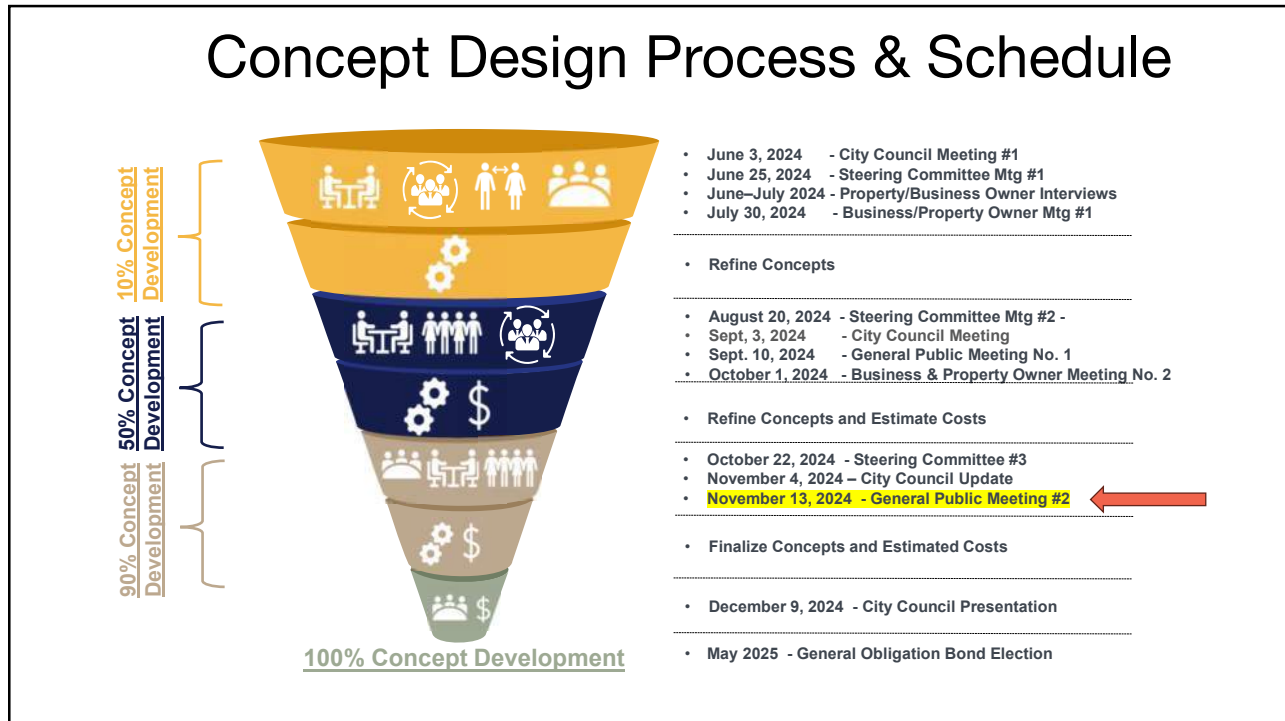 Concept Design Process & Schedule
10% Concept
Development
50% Concept
Development
90% Concept
Development
$
$
$
100% Concept Development
• June 3, 2024 - City Council Meeting #1
• June 25, 2024 - Steering Committee Mtg #1
• June–July 2024 - Property/Business Owner Interviews
• July 30, 2024 - Business/Property Owner Mtg #1
• Refine Concepts
• August 20, 2024 - Steering Committee Mtg #2 -
• Sept, 3, 2024 - City Council Meeting
• Sept. 10, 2024 - General Public Meeting No. 1
• October 1, 2024 - Business & Property Owner Meeting No. 2
• Refine Concepts and Estimate Costs
• October 22, 2024 - Steering Committee #3
• November 4, 2024 – City Council Update
• November 13, 2024 - General Public Meeting #2
• Finalize Concepts and Estimated Costs
• December 9, 2024 - City Council Presentation
• May 2025 - General Obligation Bond Election